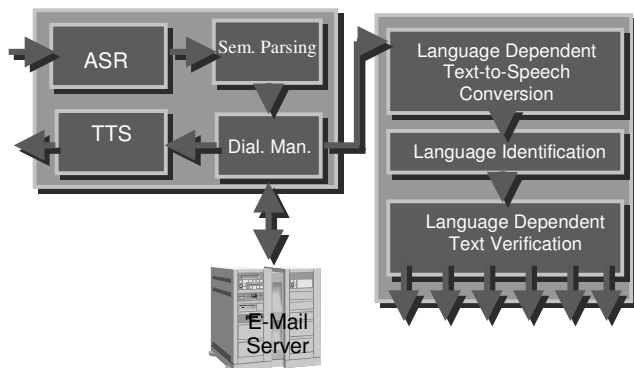 ASR
Sem. Parsing
TTS
Dial. Man.
E-Mail
Server
Language Dependent
Text-to-Speech
Conversion
Language Identification
Language Dependent
Text Verification